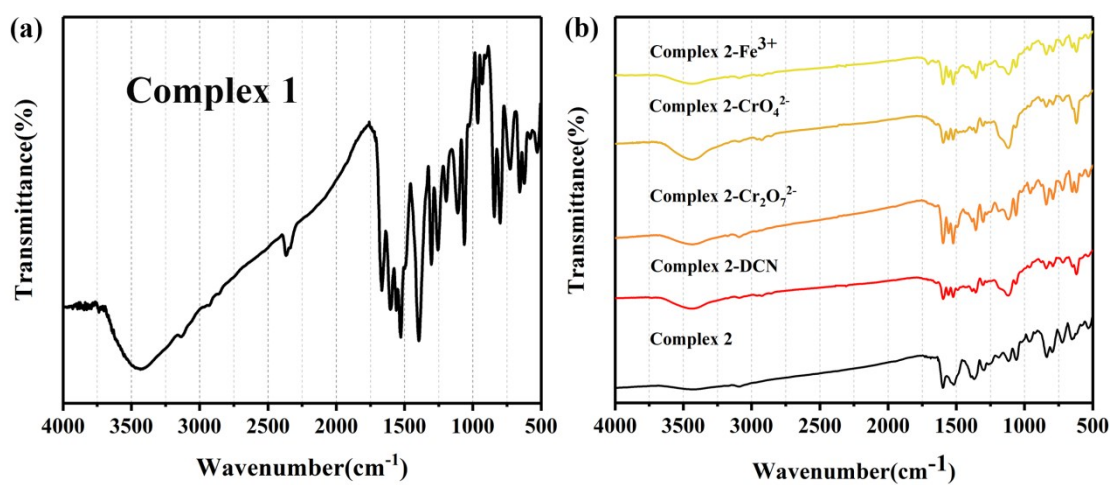 (a)
Complex 1
Transmittance(%)
4000 3500 3000 2500 2000 1500 1000 500
Wavenumber(cm⁻¹)
(b)
Complex 2-Fe³⁺
Complex 2-CrO₄²⁻
Complex 2-Cr₂O₇²⁻
Complex 2-DCN
Complex 2
Transmittance(%)
4000 3500 3000 2500 2000 1500 1000 500
Wavenumber(cm⁻¹)